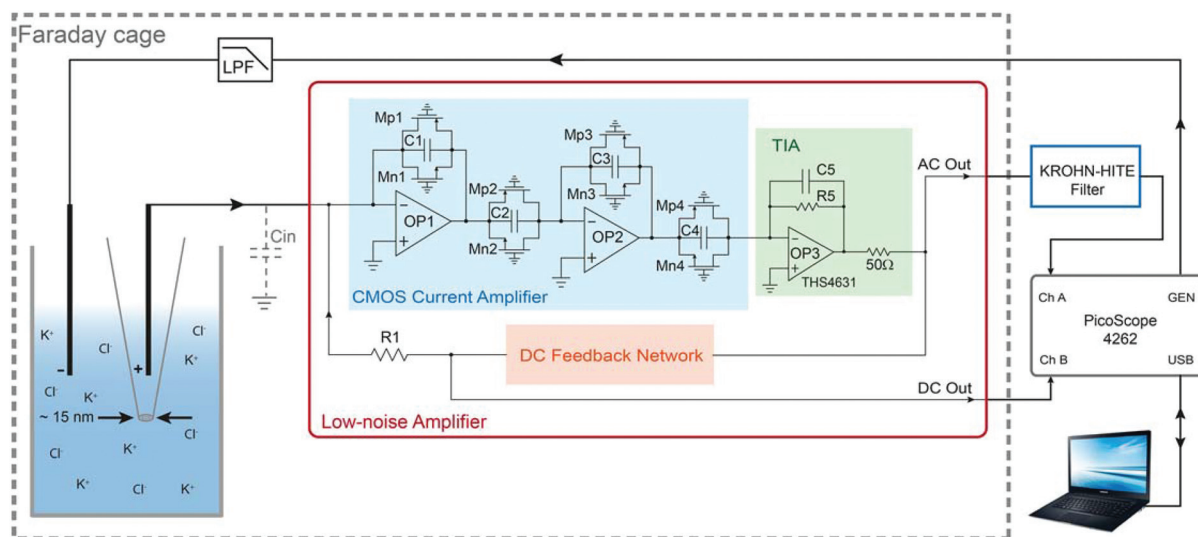 Faraday cage
LPF
Mp1
C1
Mn1
OP1
Mp2
C2
Mn2
Mp3
C3
Mn3
OP2
Mp4
C4
Mn4
CMOS Current Amplifier
TIA
C5
R5
OP3
THS4631
50Ω
AC Out
KROHN-HITE
Filter
Cin
R1
DC Feedback Network
DC Out
Low-noise Amplifier
Ch A
GEN
PicoScope
4262
Ch B
USB
K⁺
Cl⁻
K⁺
Cl⁻
-
+
Cl⁻
K⁺
K⁺
Cl⁻
~ 15 nm
Cl⁻
K⁺
Cl⁻
K⁺
Cl⁻
K⁺